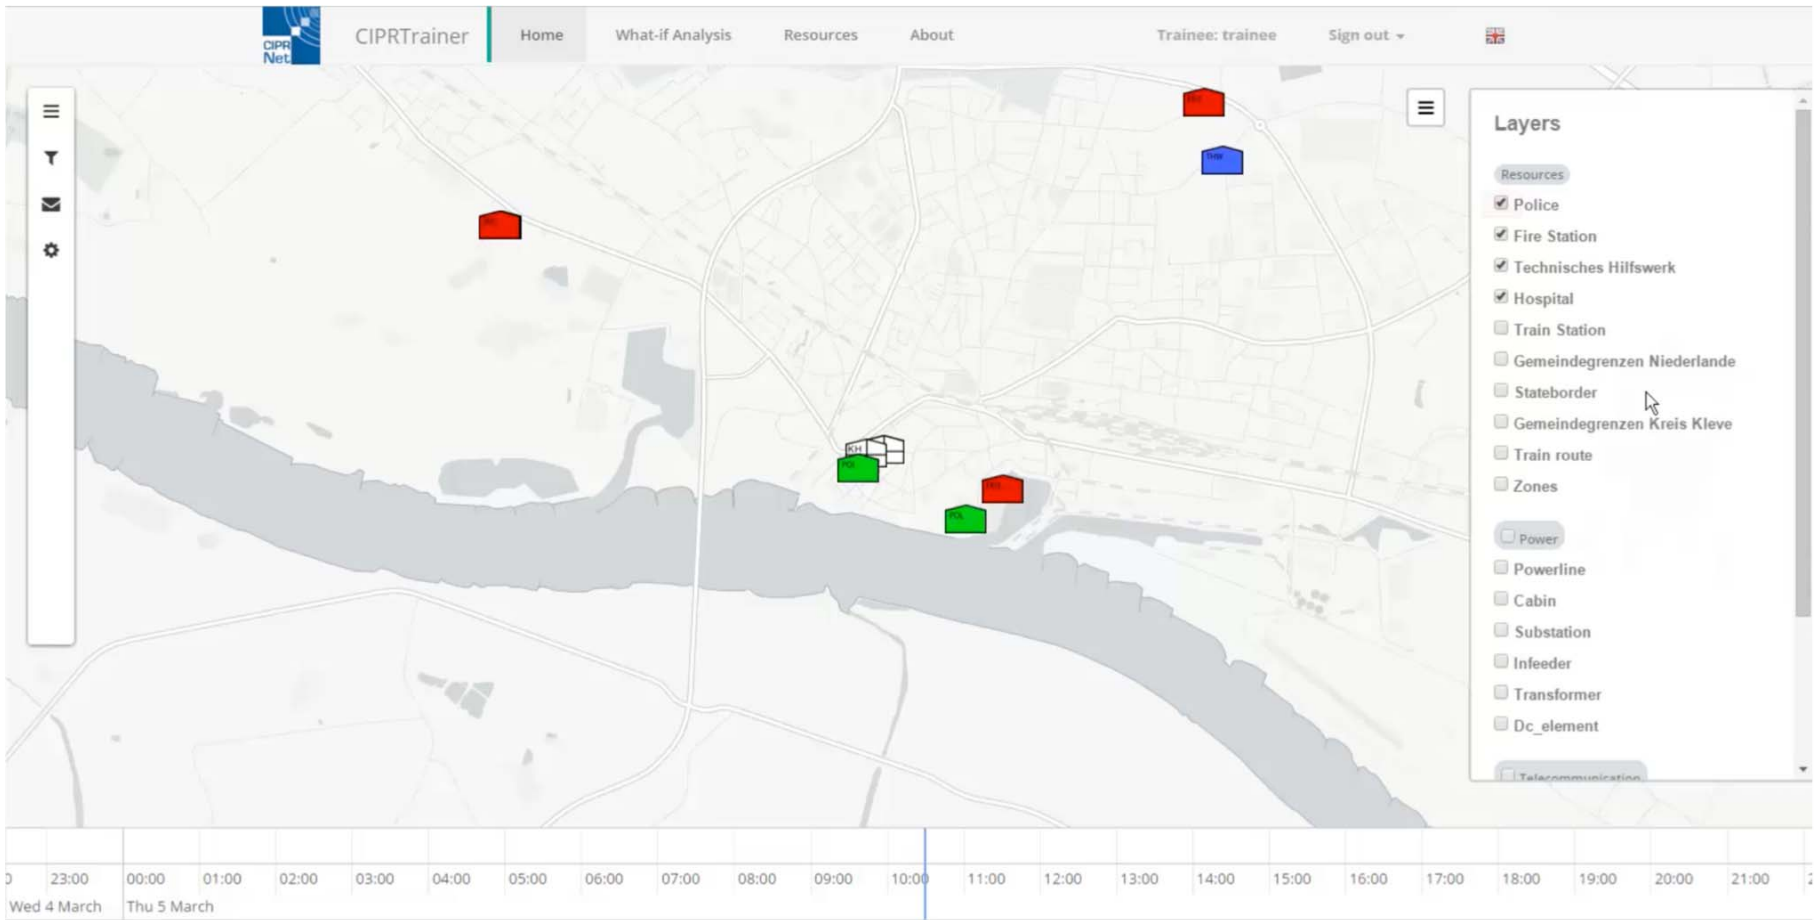 CIPR
Net
CIPRTrainer
Home
What-if Analysis
Resources
About
Trainee: trainee
Sign out
THW
KH
POL
POL
Layers
Resources
Police
Fire Station
Technisches Hilfswerk
Hospital
Train Station
Gemeindegrenzen Niederlande
Stateborder
Gemeindegrenzen Kreis Kleve
Train route
Zones
Power
Powerline
Cabin
Substation
Infeeder
Transformer
Dc_element
Telecommunication
23:00 00:00 01:00 02:00 03:00 04:00 05:00 06:00 07:00 08:00 09:00 10:00 11:00 12:00 13:00 14:00 15:00 16:00 17:00 18:00 19:00 20:00 21:00
Wed 4 March Thu 5 March